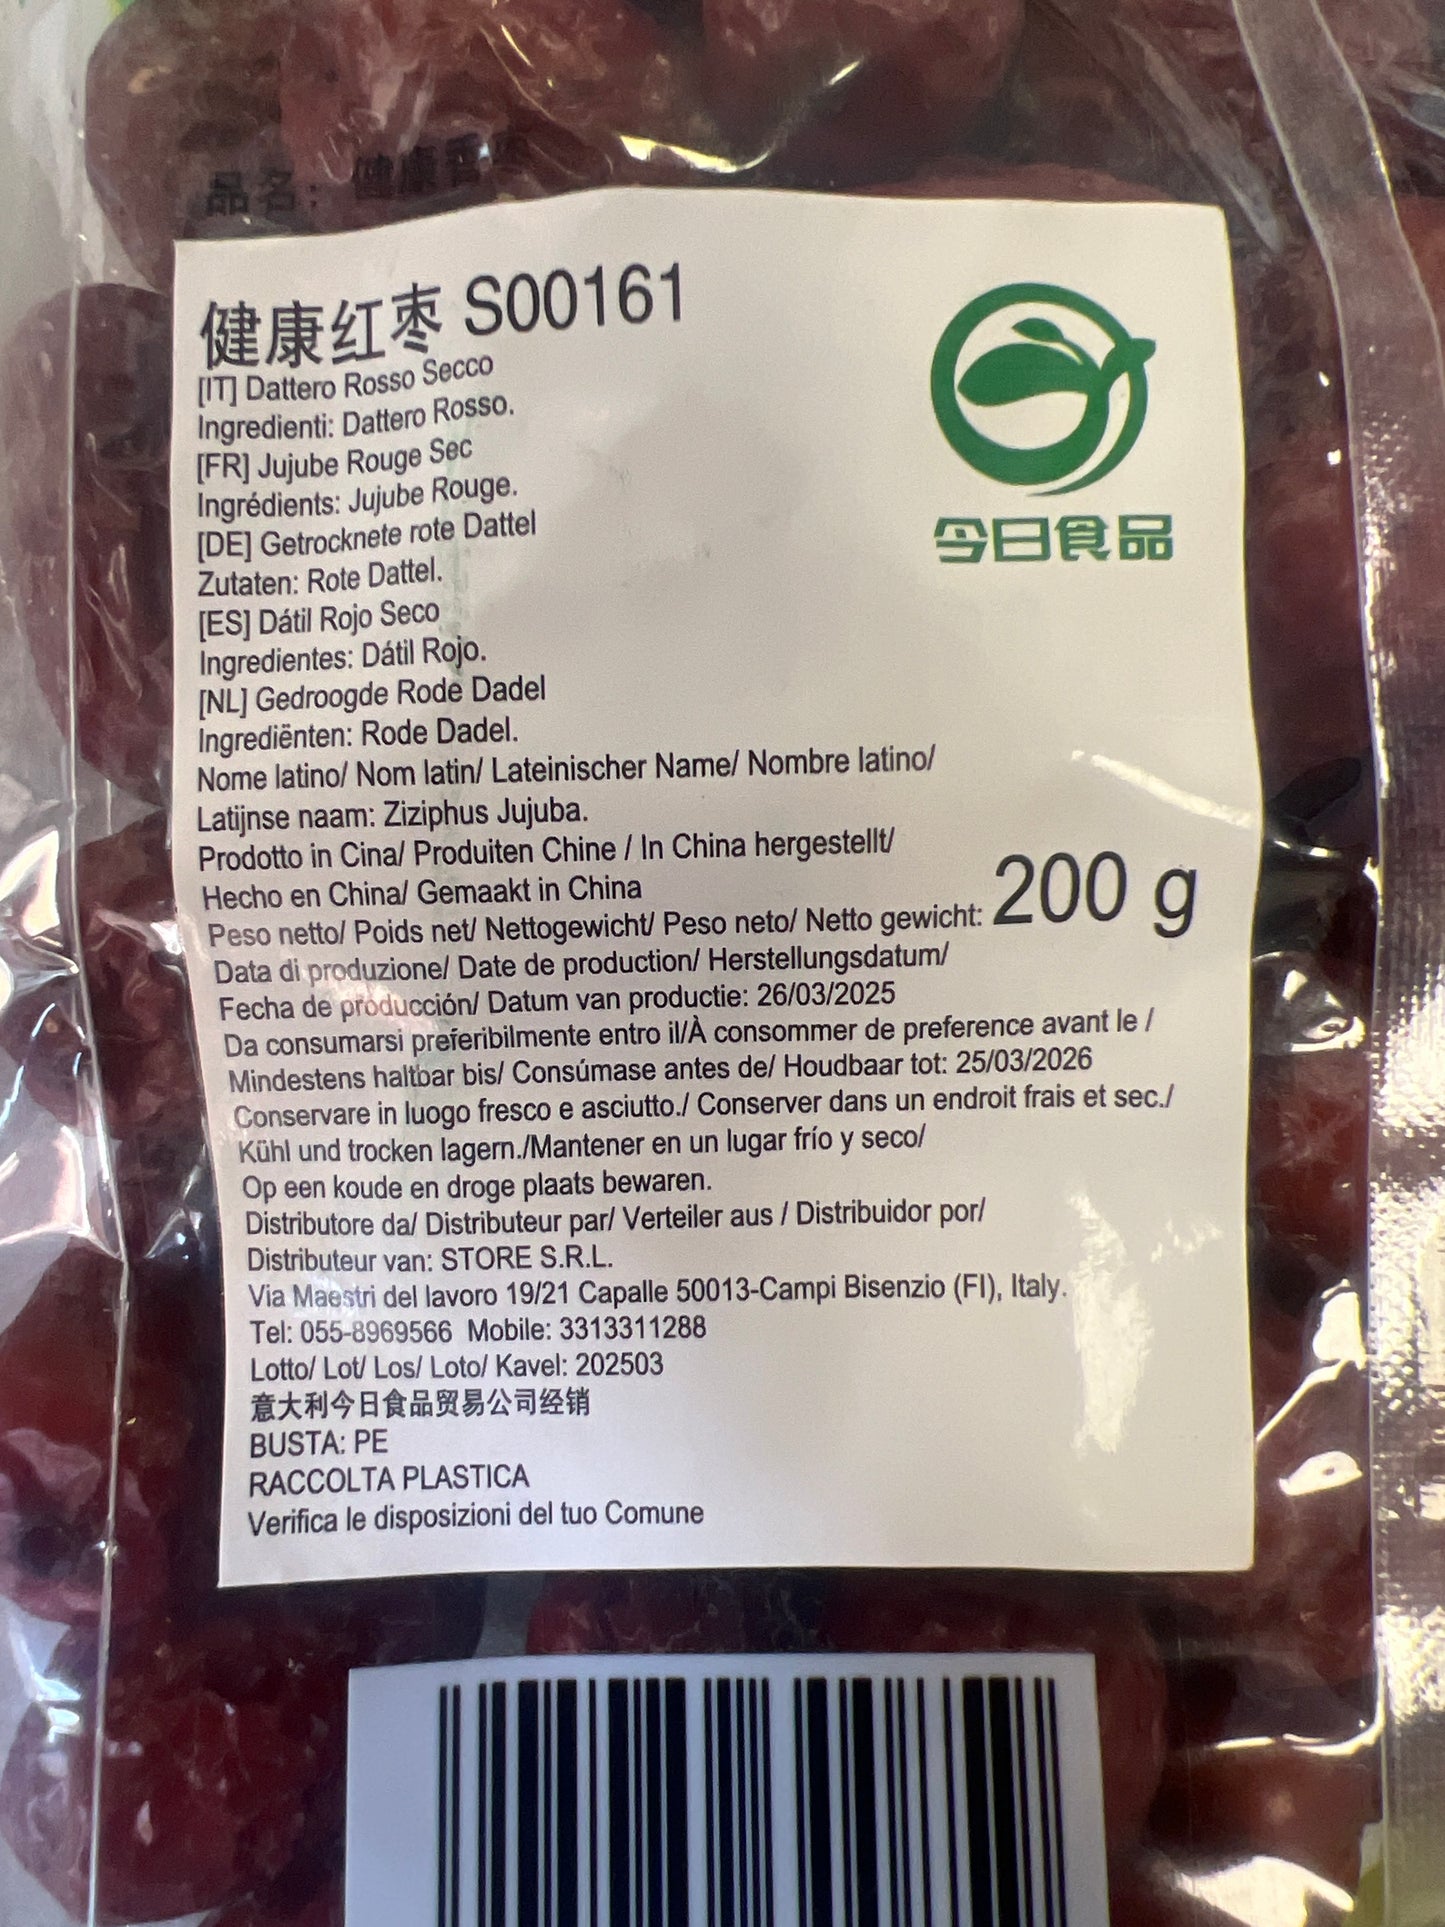 品名: 健康香枣
健康红枣 S00161
[IT] Dattero Rosso Secco
Ingredienti: Dattero Rosso.
[FR] Jujube Rouge Sec
Ingrédients: Jujube Rouge.
[DE] Getrocknete rote Dattel
Zutaten: Rote Dattel.
[ES] Dátil Rojo Seco
Ingredientes: Dátil Rojo.
[NL] Gedroogde Rode Dadel
Ingrediënten: Rode Dadel.
Nome latino/ Nom latin/ Lateinischer Name/ Nombre latino/
Latijnse naam: Ziziphus Jujuba.
Prodotto in Cina/ Produiten Chine / In China hergestellt/
Hecho en China/ Gemaakt in China
Peso netto/ Poids net/ Nettogewicht/ Peso neto/ Netto gewicht: 200 g
Data di produzione/ Date de production/ Herstellungsdatum/
Fecha de producción/ Datum van productie: 26/03/2025
Da consumarsi preferibilmente entro il/À consommer de preference avant le /
Mindestens haltbar bis/ Consúmase antes de/ Houdbaar tot: 25/03/2026
Conservare in luogo fresco e asciutto./ Conserver dans un endroit frais et sec./
Kühl und trocken lagern./Mantener en un lugar frío y seco/
Op een koude en droge plaats bewaren.
Distributore da/ Distributeur par/ Verteiler aus / Distribuidor por/
Distributeur van: STORE S.R.L.
Via Maestri del lavoro 19/21 Capalle 50013-Campi Bisenzio (FI), Italy.
Tel: 055-8969566 Mobile: 3313311288
Lotto/ Lot/ Los/ Loto/ Kavel: 202503
意大利今日食品贸易公司经销
BUSTA: PE
RACCOLTA PLASTICA
Verifica le disposizioni del tuo Comune
今日食品